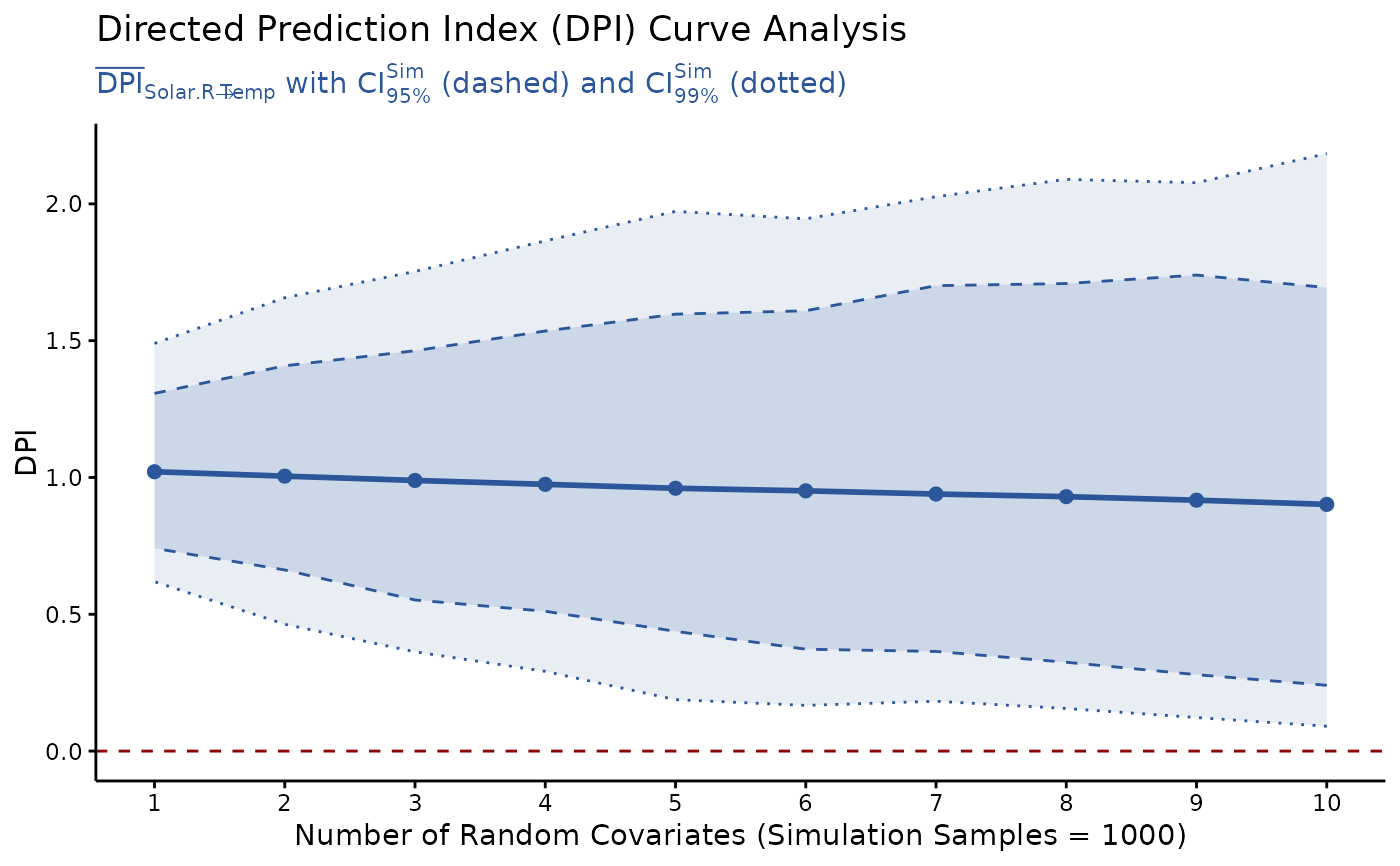 Directed Prediction Index (DPI) Curve Analysis
DPI Solar.R→Temp with CI Sim 95% (dashed) and CI Sim 99% (dotted)
2.0
1.5
1.0
0.5
0.0
DPI
1 2 3 4 5 6 7 8 9 10
Number of Random Covariates (Simulation Samples = 1000)